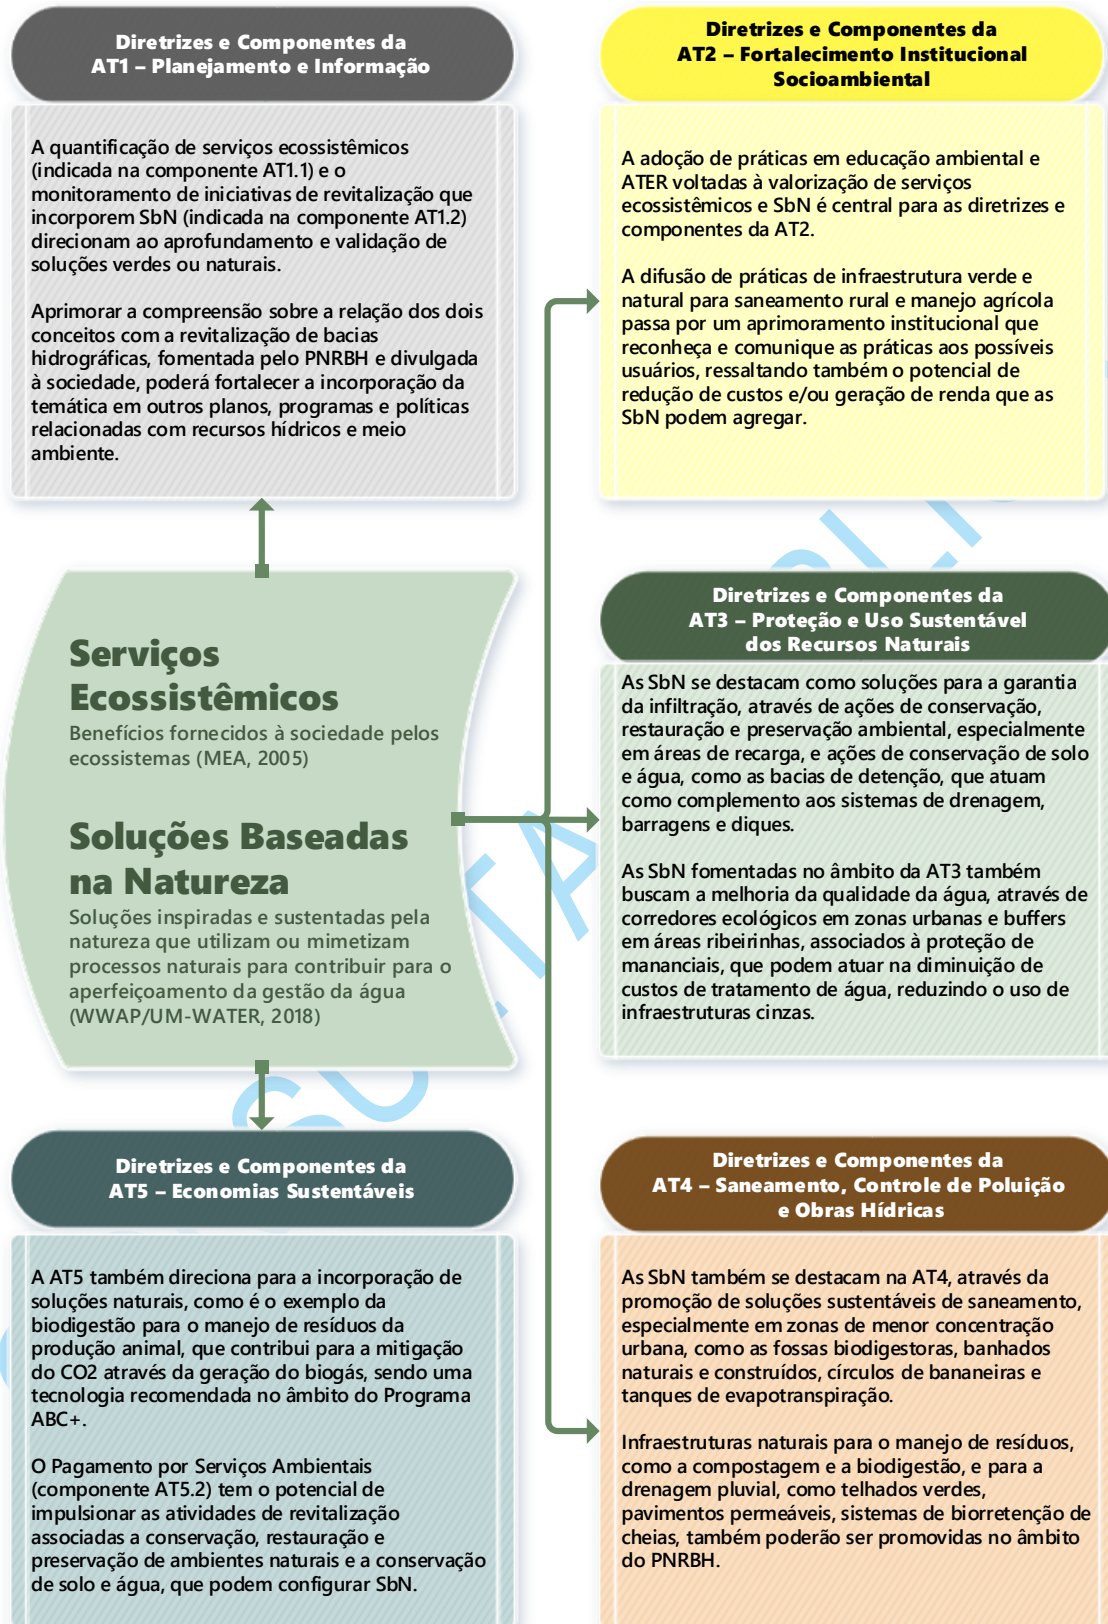 Diretrizes e Componentes da
AT1 – Planejamento e Informação
A quantificação de serviços ecossistêmicos
(indicada na componente AT1.1) e o
monitoramento de iniciativas de revitalização que
incorporem SbN (indicada na componente AT1.2)
direcionam ao aprofundamento e validação de
soluções verdes ou naturais.
Aprimorar a compreensão sobre a relação dos dois
conceitos com a revitalização de bacias
hidrográficas, fomentada pelo PNRBH e divulgada
à sociedade, poderá fortalecer a incorporação da
temática em outros planos, programas e políticas
relacionadas com recursos hídricos e meio
ambiente.
Diretrizes e Componentes da
AT2 – Fortalecimento Institucional
Socioambiental
A adoção de práticas em educação ambiental e
ATER voltadas à valorização de serviços
ecossistêmicos e SbN é central para as diretrizes e
componentes da AT2.
A difusão de práticas de infraestrutura verde e
natural para saneamento rural e manejo agrícola
passa por um aprimoramento institucional que
reconheça e comunique as práticas aos possíveis
usuários, ressaltando também o potencial de
redução de custos e/ou geração de renda que as
SbN podem agregar.
Serviços
Ecossistêmicos
Benefícios fornecidos à sociedade pelos
ecossistemas (MEA, 2005)
Soluções Baseadas
na Natureza
Soluções inspiradas e sustentadas pela
natureza que utilizam ou mimetizam
processos naturais para contribuir para o
aperfeiçoamento da gestão da água
(WWAP/UM-WATER, 2018)
Diretrizes e Componentes da
AT3 – Proteção e Uso Sustentável
dos Recursos Naturais
As SbN se destacam como soluções para a garantia
da infiltração, através de ações de conservação,
restauração e preservação ambiental, especialmente
em áreas de recarga, e ações de conservação de solo
e água, como as bacias de detenção, que atuam
como complemento aos sistemas de drenagem,
barragens e diques.
As SbN fomentadas no âmbito da AT3 também
buscam a melhoria da qualidade da água, através de
corredores ecológicos em zonas urbanas e buffers
em áreas ribeirinhas, associados à proteção de
mananciais, que podem atuar na diminuição de
custos de tratamento de água, reduzindo o uso de
infraestruturas cinzas.
Diretrizes e Componentes da
AT5 – Economias Sustentáveis
A AT5 também direciona para a incorporação de
soluções naturais, como é o exemplo da
biodigestão para o manejo de resíduos da
produção animal, que contribui para a mitigação
do CO2 através da geração do biogás, sendo uma
tecnologia recomendada no âmbito do Programa
ABC+.
O Pagamento por Serviços Ambientais
(componente AT5.2) tem o potencial de
impulsionar as atividades de revitalização
associadas a conservação, restauração e
preservação de ambientes naturais e a conservação
de solo e água, que podem configurar SbN.
Diretrizes e Componentes da
AT4 – Saneamento, Controle de Poluição
e Obras Hídricas
As SbN também se destacam na AT4, através da
promoção de soluções sustentáveis de saneamento,
especialmente em zonas de menor concentração
urbana, como as fossas biodigestoras, banhados
naturais e construídos, círculos de bananeiras e
tanques de evapotranspiração.
Infraestruturas naturais para o manejo de resíduos,
como a compostagem e a biodigestão, e para a
drenagem pluvial, como telhados verdes,
pavimentos permeáveis, sistemas de biorretenção de
cheias, também poderão ser promovidas no âmbito
do PNRBH.